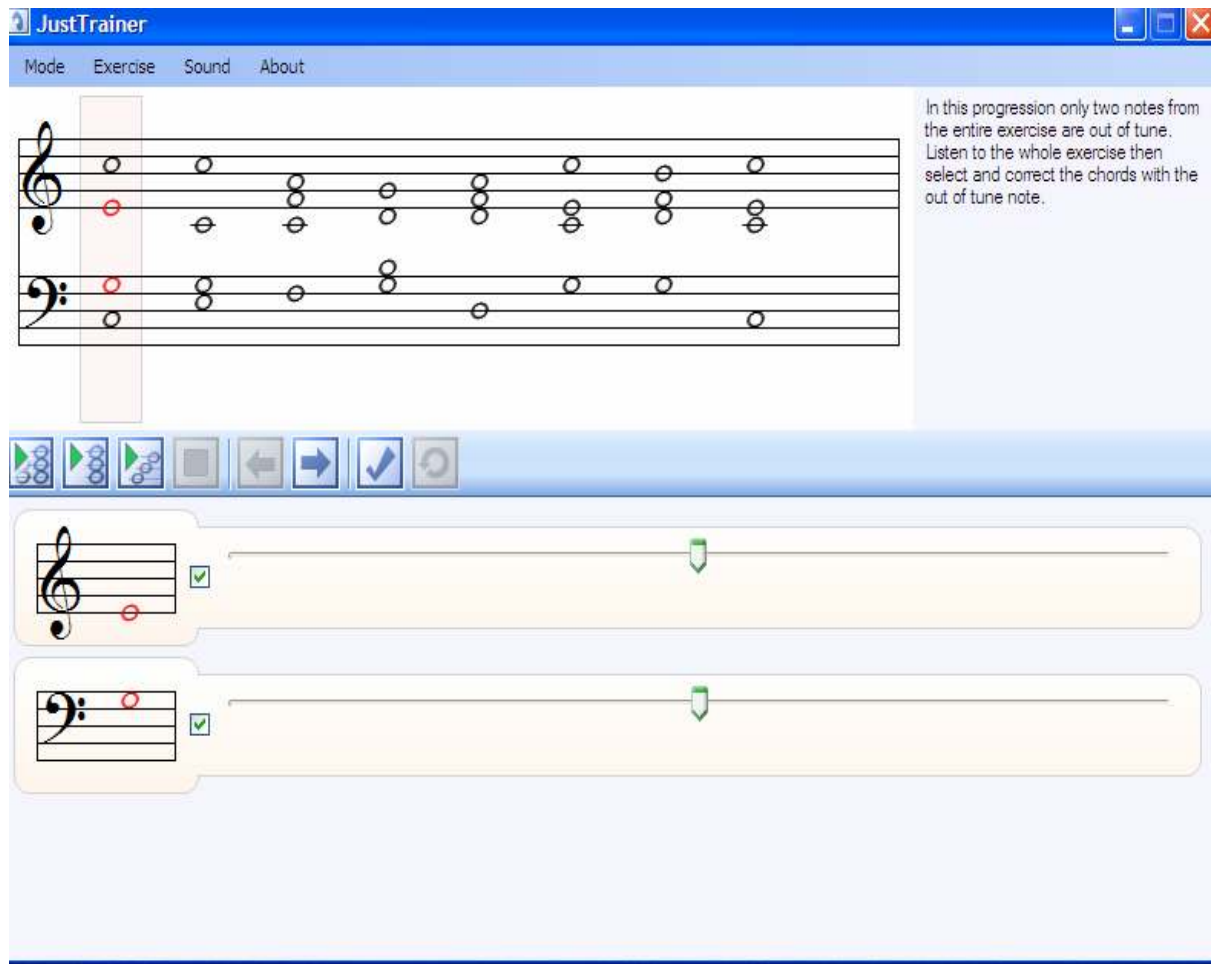 JustTrainer
Mode Exercise Sound About
In this progression only two notes from
the entire exercise are out of tune.
Listen to the whole exercise then
select and correct the chords with the
out of tune note.